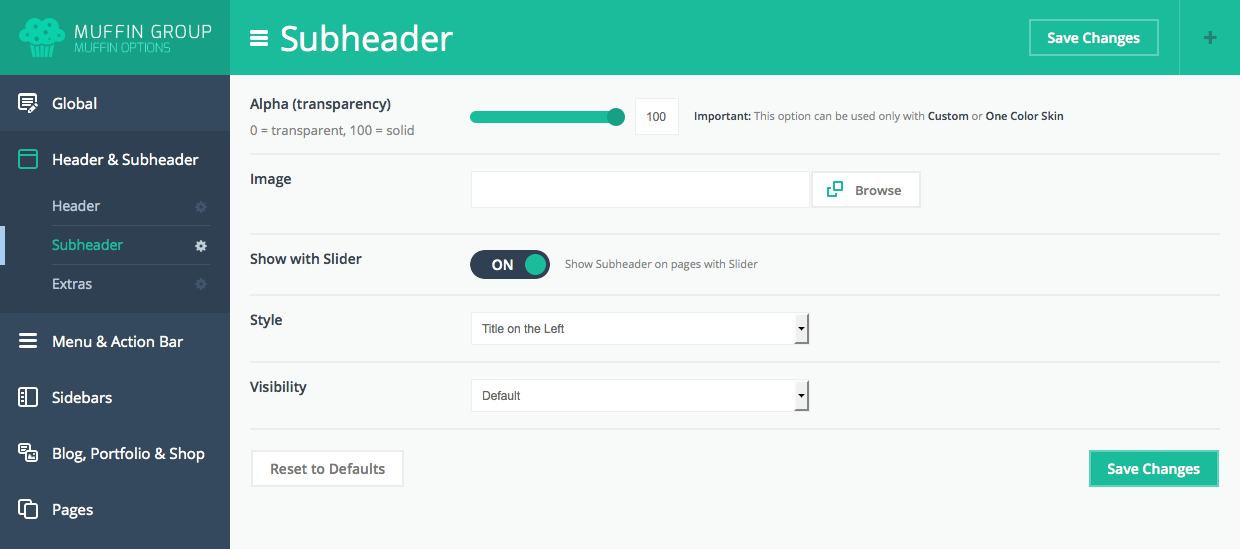 MUFFIN GROUP
MUFFIN OPTIONS
Subheader
Save Changes
Global
Header & Subheader
Header
Subheader
Extras
Menu & Action Bar
Sidebars
Blog, Portfolio & Shop
Pages
Alpha (transparency)
0 = transparent, 100 = solid
100
Important: This option can be used only with Custom or One Color Skin
Image
Browse
Show with Slider
ON
Show Subheader on pages with Slider
Style
Title on the Left
Visibility
Default
Reset to Defaults
Save Changes